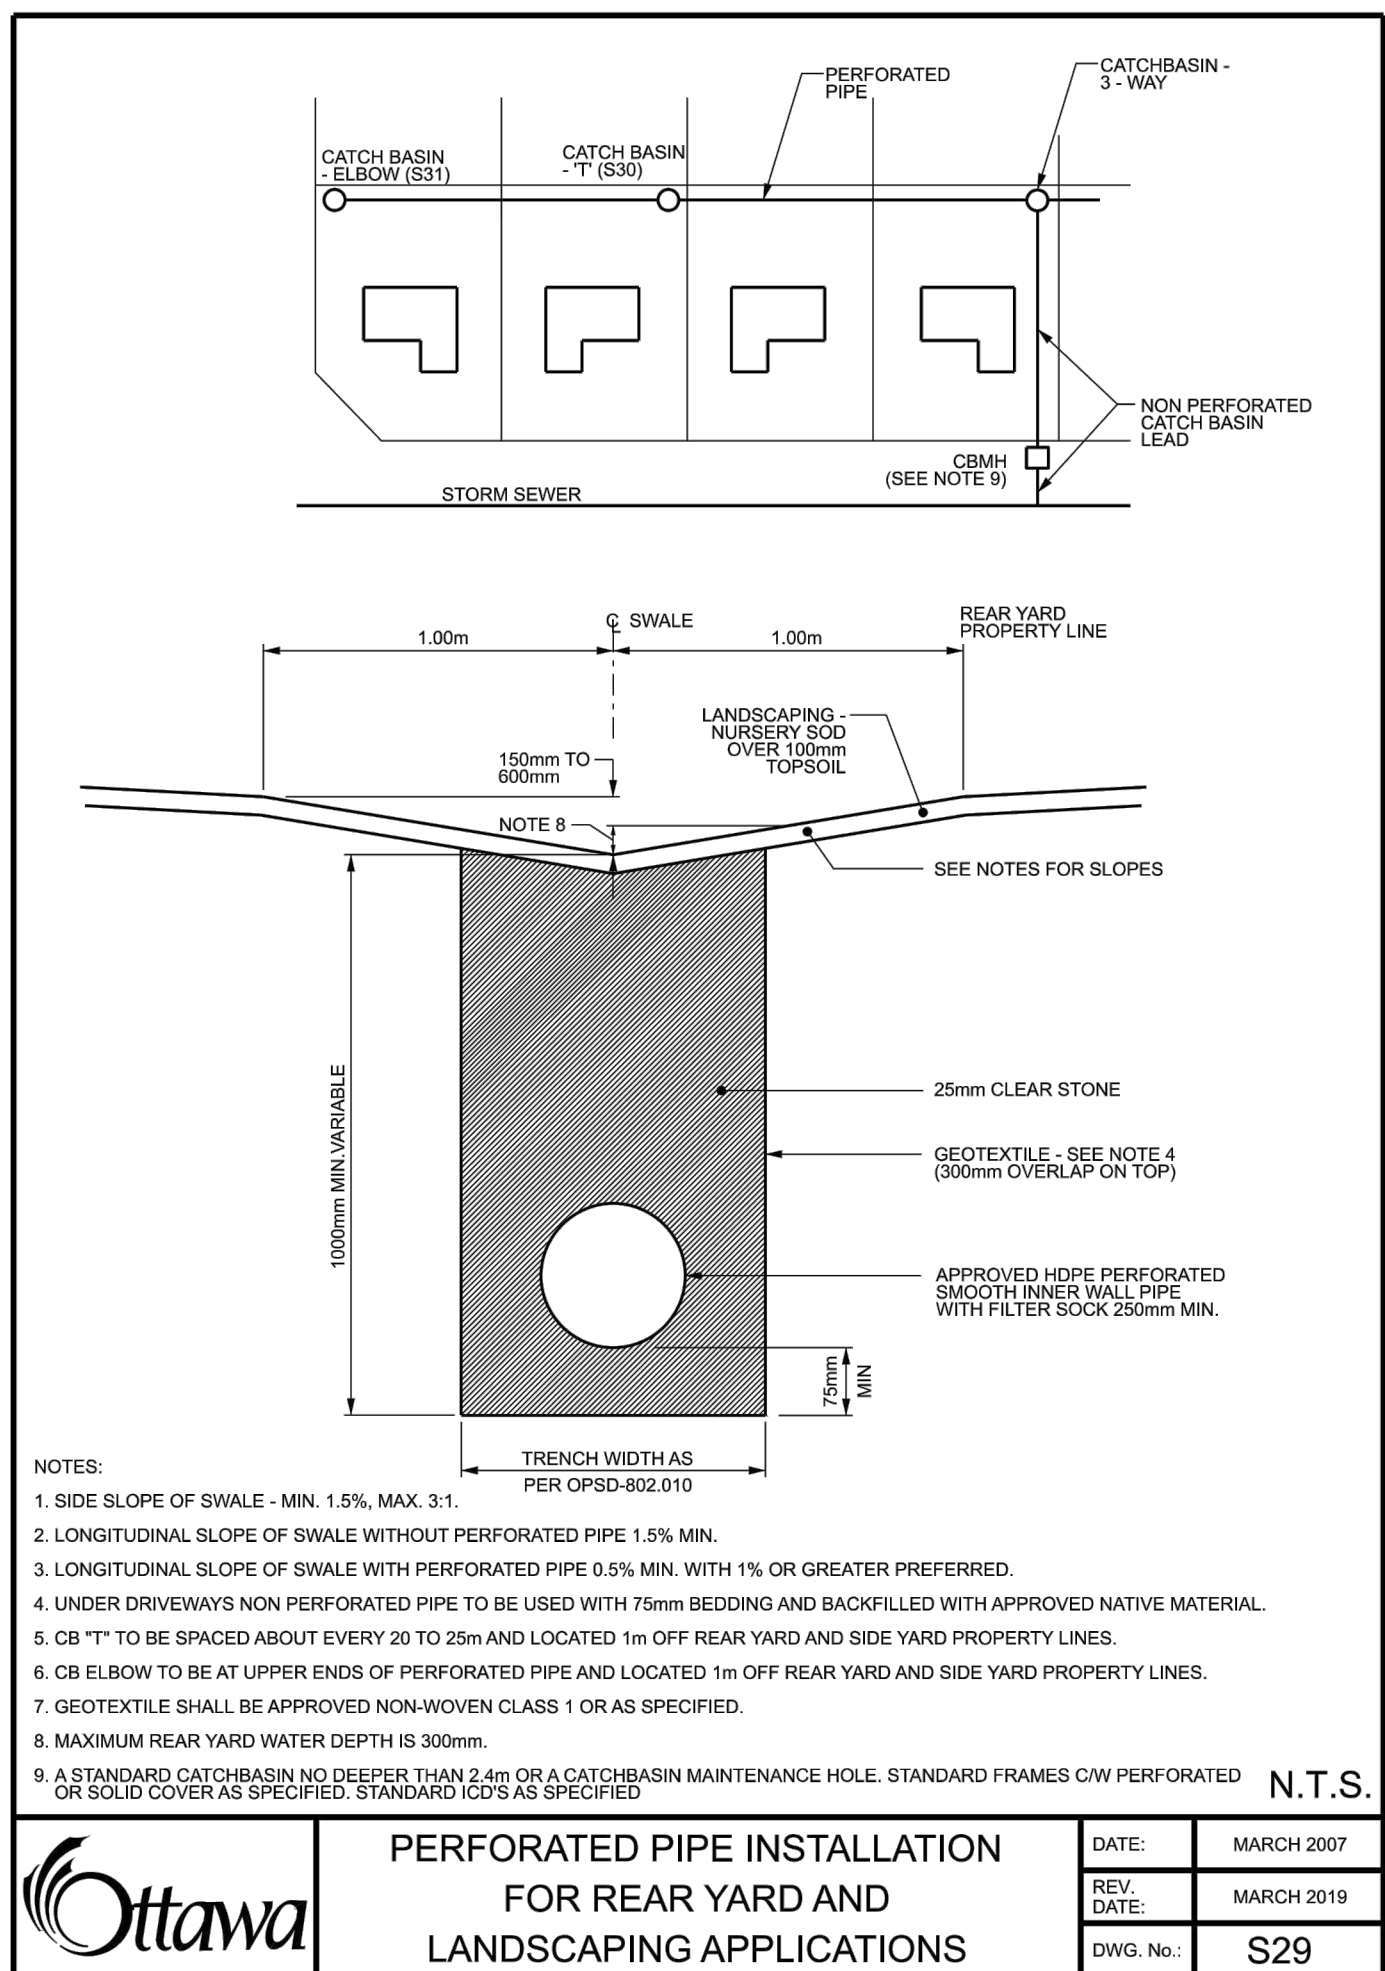 PERFORATED
PIPE
CATCHBASIN -
3 - WAY
CATCH BASIN
- ELBOW (S31)
CATCH BASIN
- 'T' (S30)
NON PERFORATED
CATCH BASIN
LEAD
CBMH
(SEE NOTE 9)
STORM SEWER
℄ SWALE
REAR YARD
PROPERTY LINE
1.00m
1.00m
LANDSCAPING -
NURSERY SOD
OVER 100mm
TOPSOIL
150mm TO
600mm
NOTE 8
SEE NOTES FOR SLOPES
1000mm MIN.VARIABLE
25mm CLEAR STONE
GEOTEXTILE - SEE NOTE 4
(300mm OVERLAP ON TOP)
APPROVED HDPE PERFORATED
SMOOTH INNER WALL PIPE
WITH FILTER SOCK 250mm MIN.
75mm
MIN
TRENCH WIDTH AS
PER OPSD-802.010
NOTES:
1. SIDE SLOPE OF SWALE - MIN. 1.5%, MAX. 3:1.
2. LONGITUDINAL SLOPE OF SWALE WITHOUT PERFORATED PIPE 1.5% MIN.
3. LONGITUDINAL SLOPE OF SWALE WITH PERFORATED PIPE 0.5% MIN. WITH 1% OR GREATER PREFERRED.
4. UNDER DRIVEWAYS NON PERFORATED PIPE TO BE USED WITH 75mm BEDDING AND BACKFILLED WITH APPROVED NATIVE MATERIAL.
5. CB "T" TO BE SPACED ABOUT EVERY 20 TO 25m AND LOCATED 1m OFF REAR YARD AND SIDE YARD PROPERTY LINES.
6. CB ELBOW TO BE AT UPPER ENDS OF PERFORATED PIPE AND LOCATED 1m OFF REAR YARD AND SIDE YARD PROPERTY LINES.
7. GEOTEXTILE SHALL BE APPROVED NON-WOVEN CLASS 1 OR AS SPECIFIED.
8. MAXIMUM REAR YARD WATER DEPTH IS 300mm.
9. A STANDARD CATCHBASIN NO DEEPER THAN 2.4m OR A CATCHBASIN MAINTENANCE HOLE. STANDARD FRAMES C/W PERFORATED
OR SOLID COVER AS SPECIFIED. STANDARD ICD'S AS SPECIFIED
N.T.S.
Ottawa
PERFORATED PIPE INSTALLATION
FOR REAR YARD AND
LANDSCAPING APPLICATIONS
DATE:
MARCH 2007
REV.
DATE:
MARCH 2019
DWG. No.:
S29